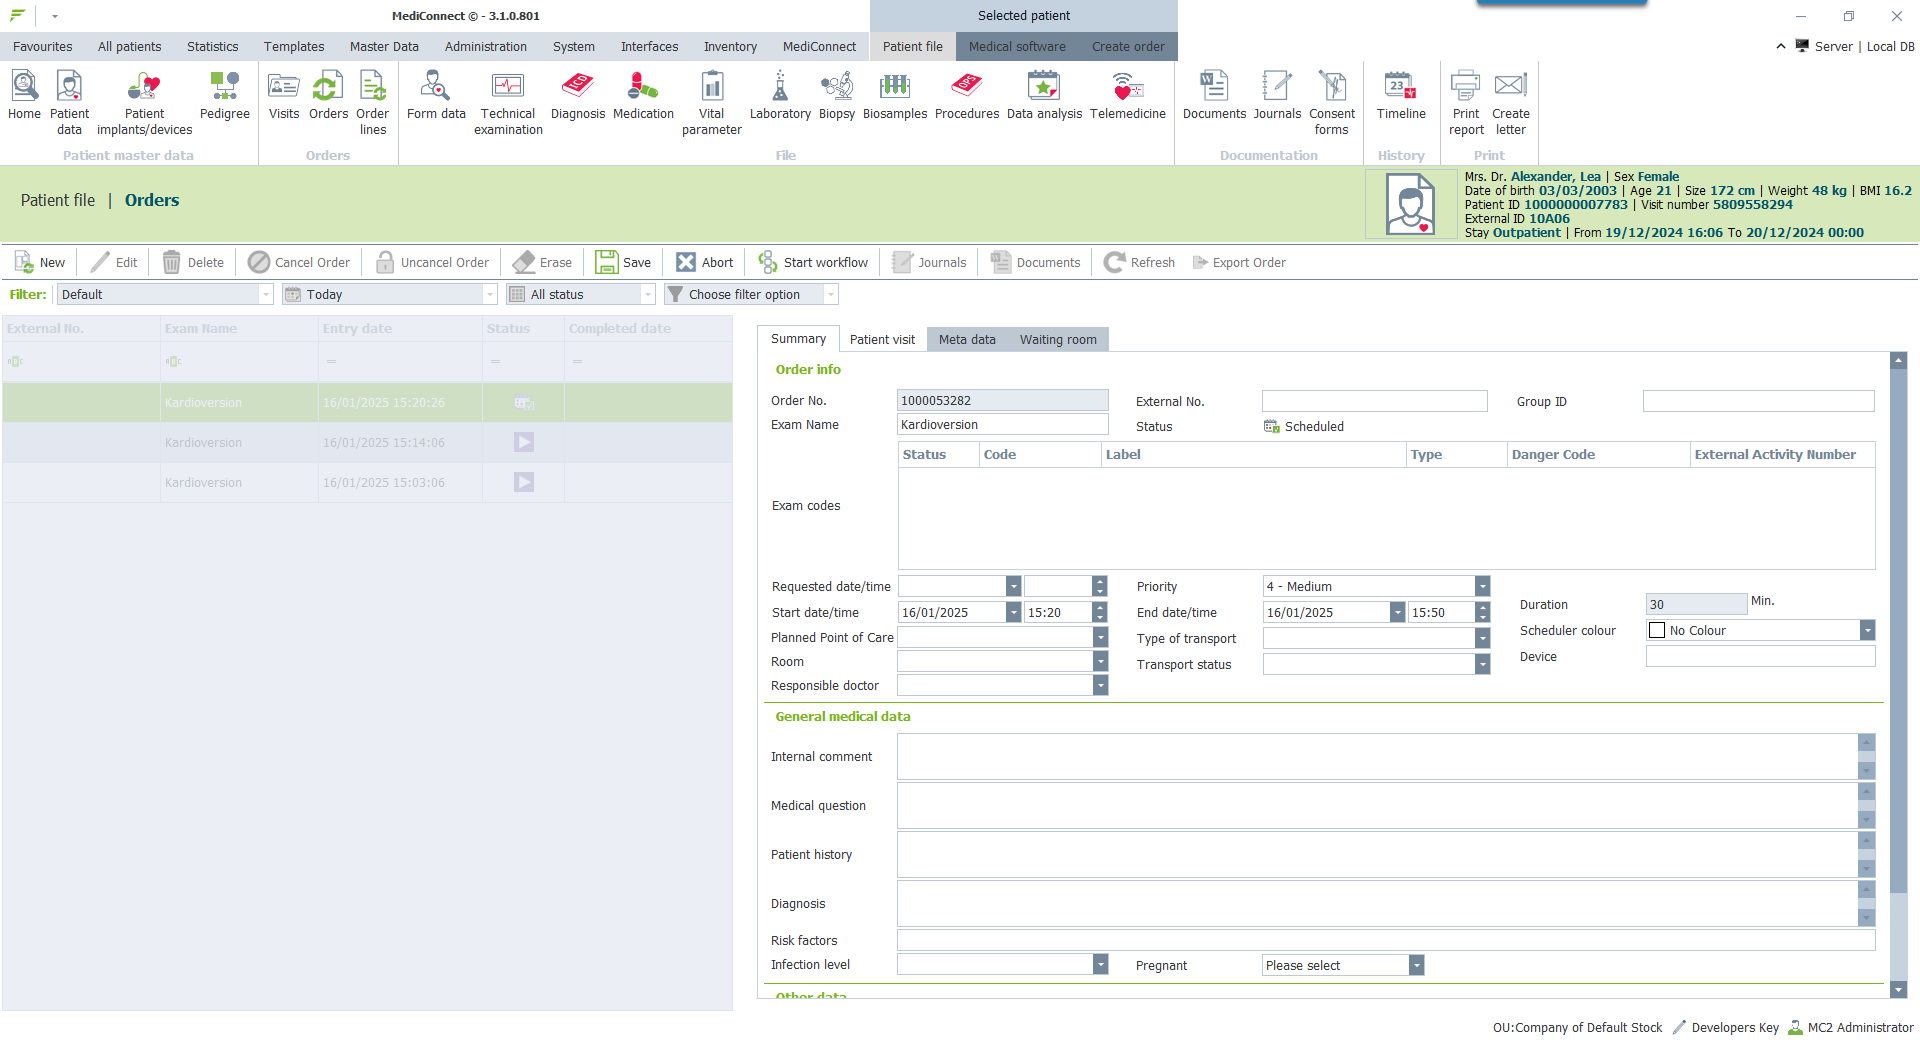 MediConnect © - 3.1.0.801
Selected patient
Favourites All patients Statistics Templates Master Data Administration System Interfaces Inventory MediConnect Patient file Medical software Create order
Server | Local DB
Home Patient data Patient implants/devices Pedigree Visits Orders Order lines Form data Technical examination Diagnosis Medication Vital parameter Laboratory Biopsy Biosamples Procedures Data analysis Telemedicine Documents Journals Consent forms Timeline Print report Create letter
Patient master data Orders File Documentation History Print
Patient file | Orders
Mrs. Dr. Alexander, Lea | Sex Female
Date of birth 03/03/2003 | Age 21 | Size 172 cm | Weight 48 kg | BMI 16.2
Patient ID 1000000007783 | Visit number 5809558294
External ID 10A06
Stay Outpatient | From 19/12/2024 16:06 To 20/12/2024 00:00
New Edit Delete Cancel Order Uncancel Order Erase Save Abort Start workflow Journals Documents Refresh Export Order
Filter: Default Today All status Choose filter option
External No. Exam Name Entry date Status Completed date
Kardioversion 16/01/2025 15:20:26
Kardioversion 16/01/2025 15:14:06
Kardioversion 16/01/2025 15:03:06
Summary Patient visit Meta data Waiting room
Order info
Order No. 1000053282 External No. Group ID
Exam Name Kardioversion Status Scheduled
Status Code Label Type Danger Code External Activity Number
Exam codes
Requested date/time Priority 4 - Medium
Start date/time 16/01/2025 15:20 End date/time 16/01/2025 15:50 Duration 30 Min.
Planned Point of Care Type of transport Scheduler colour No Colour
Room Transport status Device
Responsible doctor
General medical data
Internal comment
Medical question
Patient history
Diagnosis
Risk factors
Infection level Pregnant Please select
Other data
OU:Company of Default Stock Developers Key MC2 Administrator